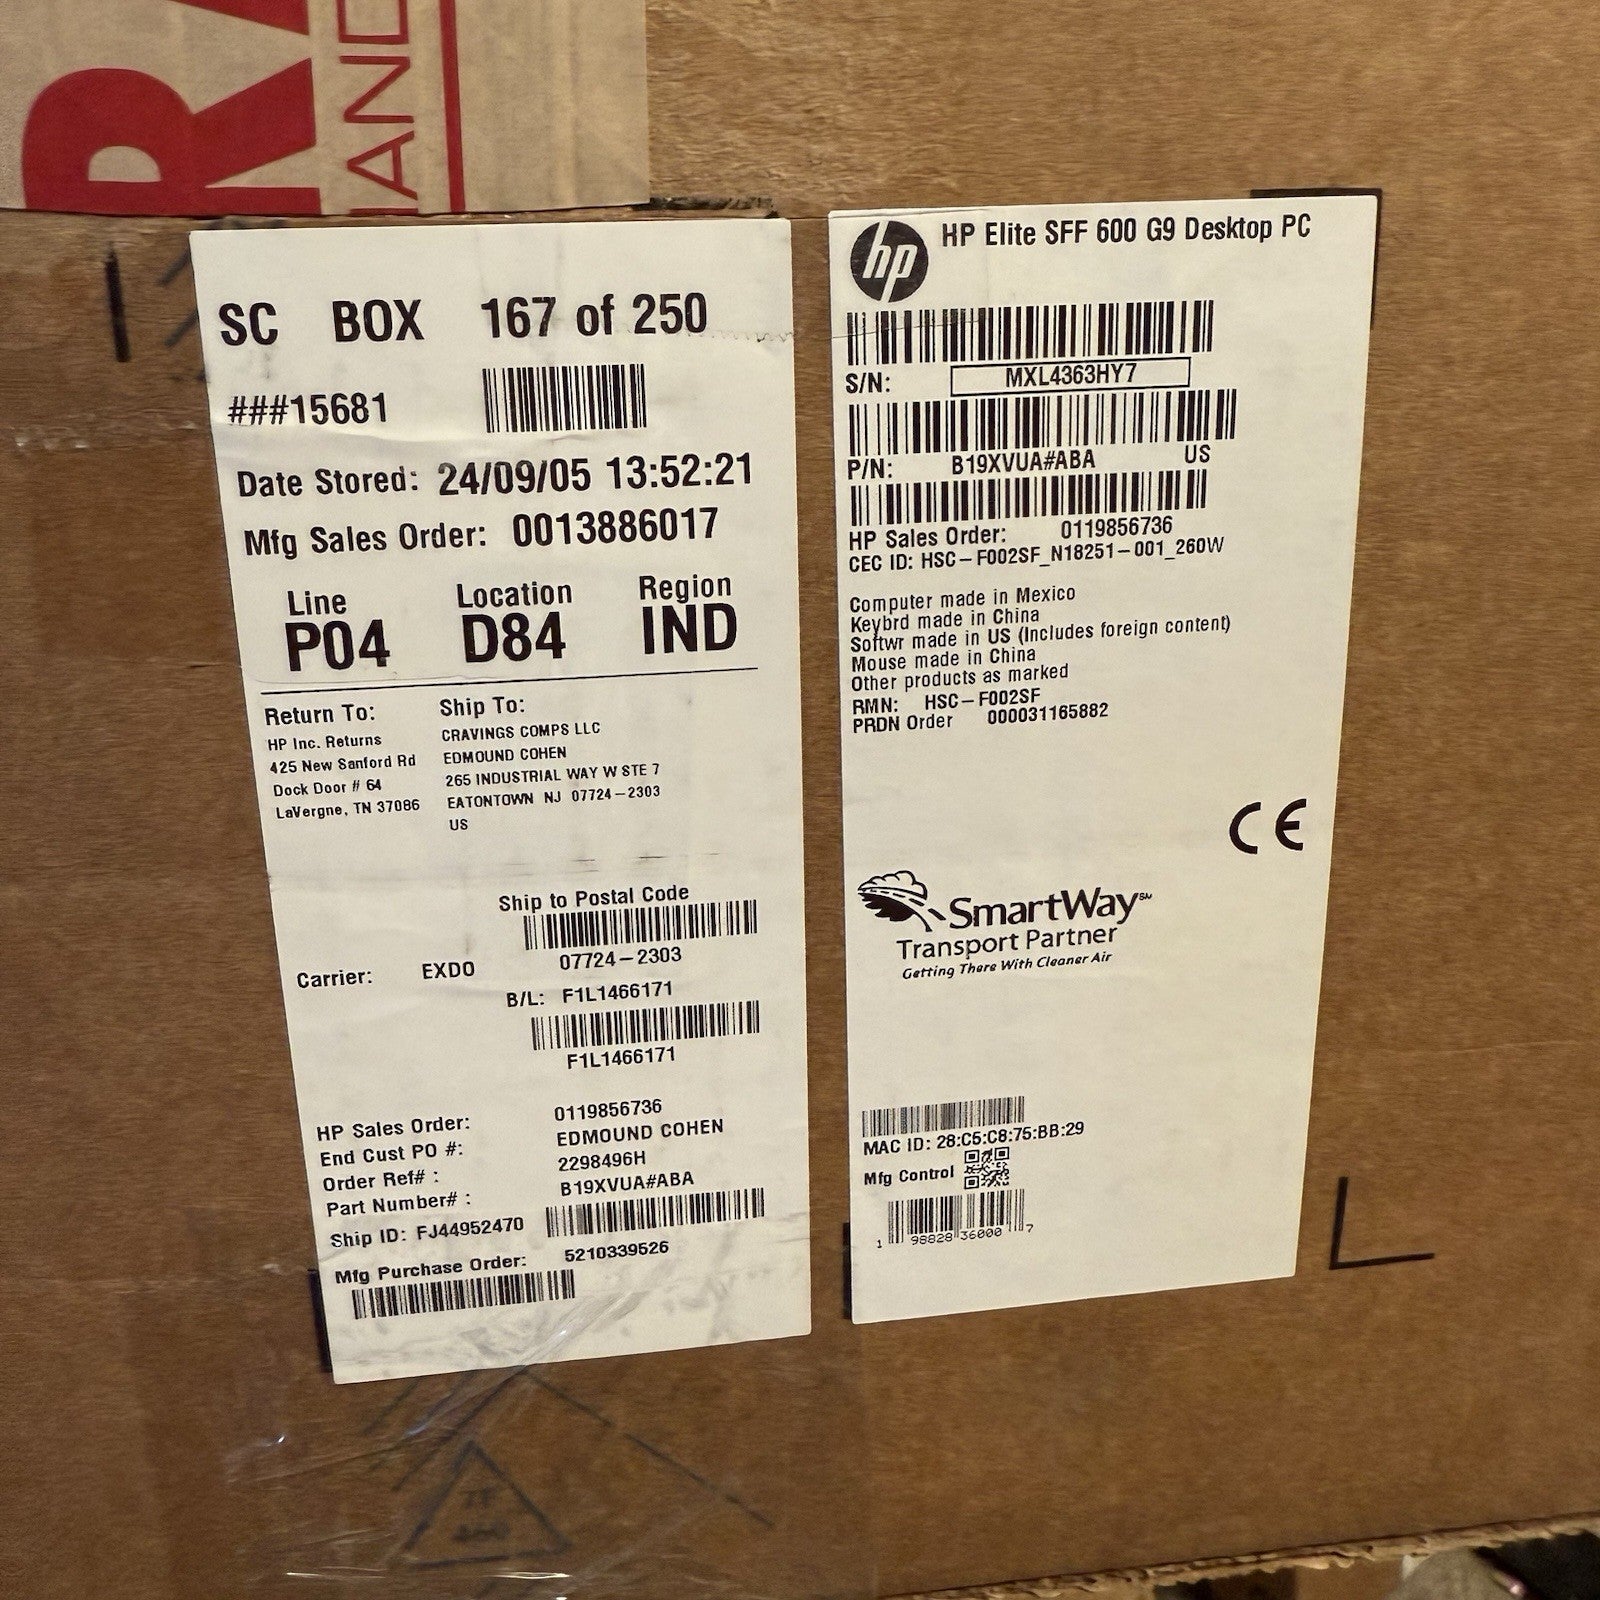 RA
IAND
SC BOX 167 of 250
###15681
Date Stored: 24/09/05 13:52:21
Mfg Sales Order: 0013886017
Line Location Region
P04 D84 IND
Return To:
HP Inc. Returns
425 New Sanford Rd
Dock Door # 64
LaVergne, TN 37086
Ship To:
CRAVINGS COMPS LLC
EDMOUND COHEN
265 INDUSTRIAL WAY W STE 7
EATONTOWN NJ 07724-2303
US
Ship to Postal Code
07724-2303
Carrier: EXDO
B/L: F1L1466171
F1L1466171
HP Sales Order: 0119856736
End Cust PO #: EDMOUND COHEN
Order Ref# : 2298496H
Part Number# : B19XVUA#ABA
Ship ID: FJ44952470
Mfg Purchase Order: 5210339526
hp HP Elite SFF 600 G9 Desktop PC
S/N: MXL4363HY7
P/N: B19XVUA#ABA US
HP Sales Order: 0119856736
CEC ID: HSC-F002SF_N18251-001_260W
Computer made in Mexico
Keybrd made in China
Softwr made in US (Includes foreign content)
Mouse made in China
Other products as marked
RMN: HSC-F002SF
PRDN Order 000031165882
CE
SmartWay SM
Transport Partner
Getting There With Cleaner Air
MAC ID: 28:C5:C8:75:BB:29
Mfg Control
1 98828 36000 7